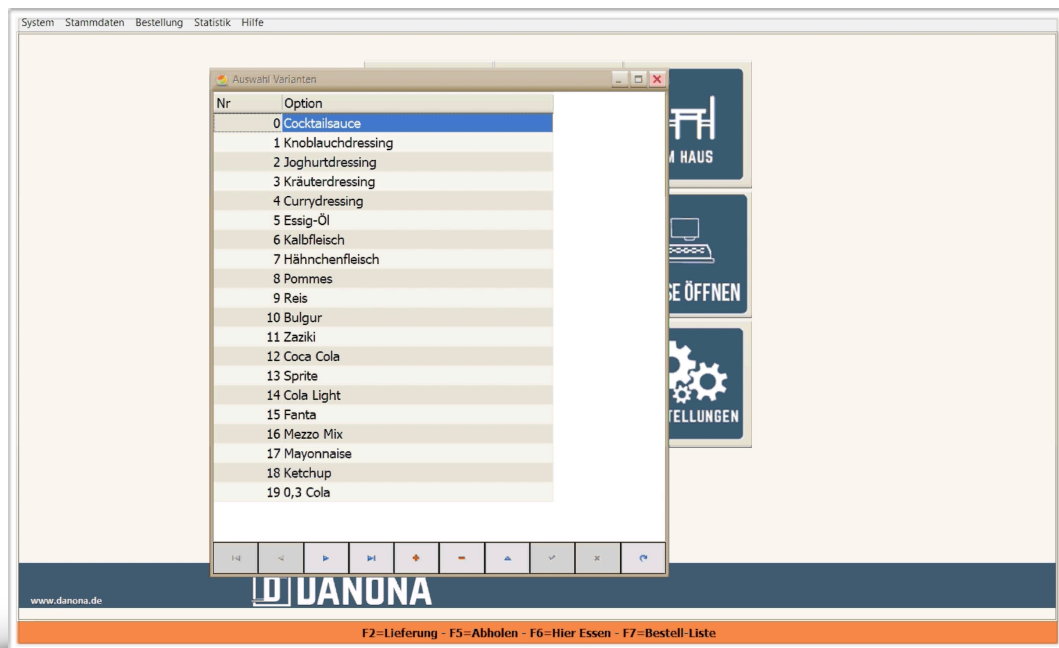 System Stammdaten Bestellung Statistik Hilfe
Auswahl Varianten
Nr Option
0 Cocktailsauce
1 Knoblauchdressing
2 Joghurtdressing
3 Kräuterdressing
4 Currydressing
5 Essig-Öl
6 Kalbfleisch
7 Hähnchenfleisch
8 Pommes
9 Reis
10 Bulgur
11 Zaziki
12 Coca Cola
13 Sprite
14 Cola Light
15 Fanta
16 Mezzo Mix
17 Mayonnaise
18 Ketchup
19 0,3 Cola
HAUS
SE ÖFFNEN
TELLUNGEN
www.danona.de
D DANONA
F2=Lieferung - F5=Abholen - F6=Hier Essen - F7=Bestell-Liste